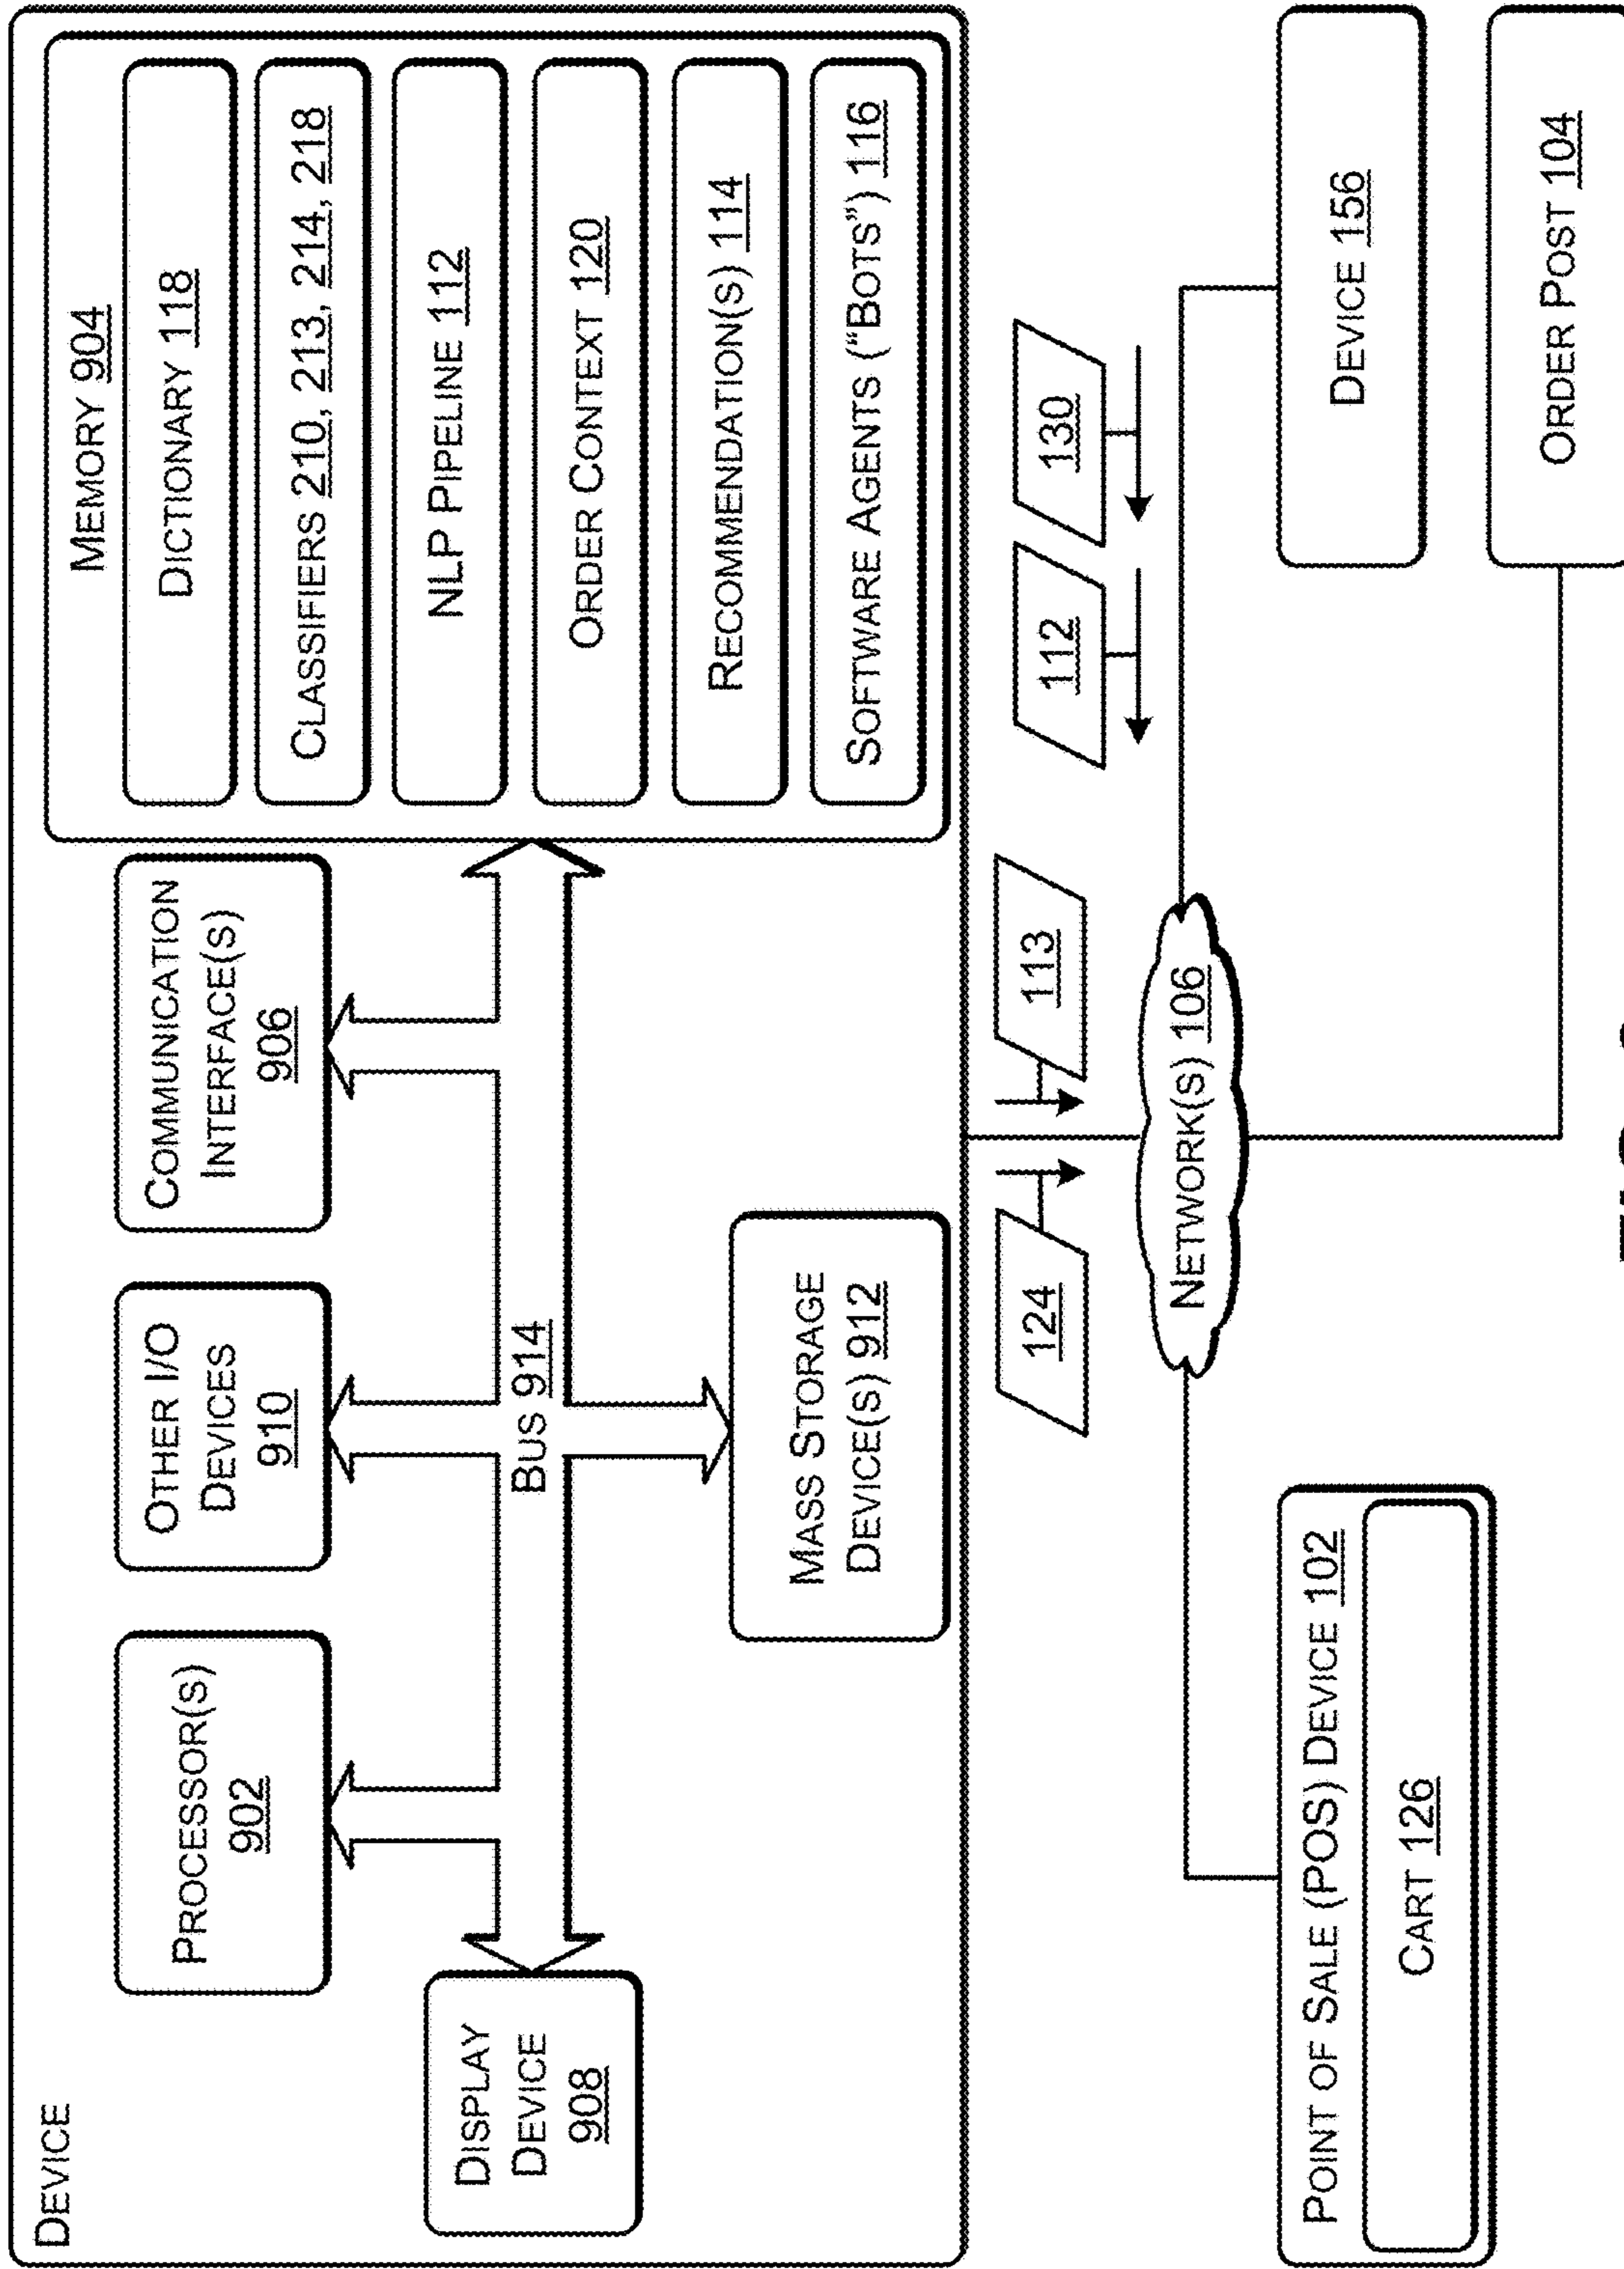 DEVICE
PROCESSOR(S)
902
OTHER I/O
DEVICES
910
COMMUNICATION
INTERFACE(S)
906
MEMORY 904
DICTIONARY 118
CLASSIFIERS 210, 213, 214, 218
NLP PIPELINE 112
ORDER CONTEXT 120
RECOMMENDATION(S) 114
SOFTWARE AGENTS ("BOTS") 116
DISPLAY
DEVICE
908
BUS 914
MASS STORAGE
DEVICE(S) 912
124
113
112
130
NETWORK(S) 106
POINT OF SALE (POS) DEVICE 102
CART 126
DEVICE 156
ORDER POST 104